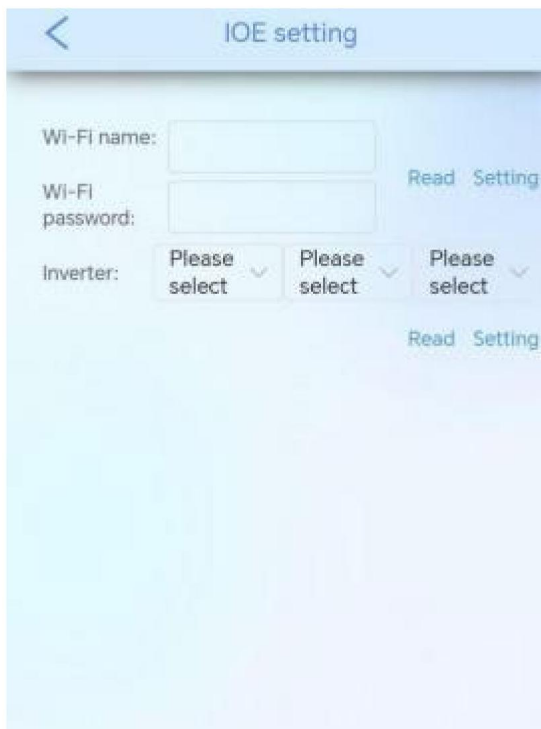 IOE setting
Wi-Fi name:
Read Setting
Wi-Fi
password:
Inverter:
Please select
Please select
Please select
Read Setting